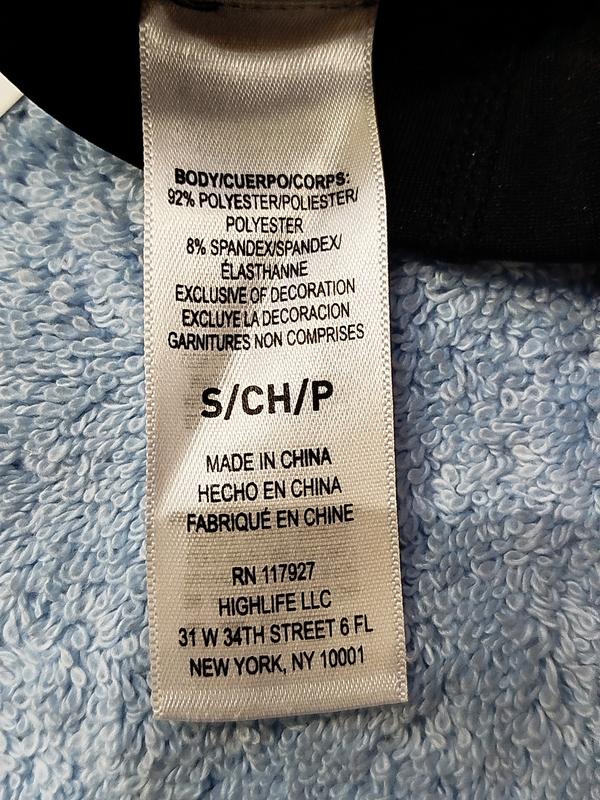 BODY/CUERPO/CORPS:
92% POLYESTER/POLIESTER/
POLYESTER
8% SPANDEX/SPANDEX/
ÉLASTHANNE
EXCLUSIVE OF DECORATION
EXCLUYE LA DECORACION
GARNITURES NON COMPRISES
S/CH/P
MADE IN CHINA
HECHO EN CHINA
FABRIQUÉ EN CHINE
RN 117927
HIGHLIFE LLC
31 W 34TH STREET 6 FL
NEW YORK, NY 10001